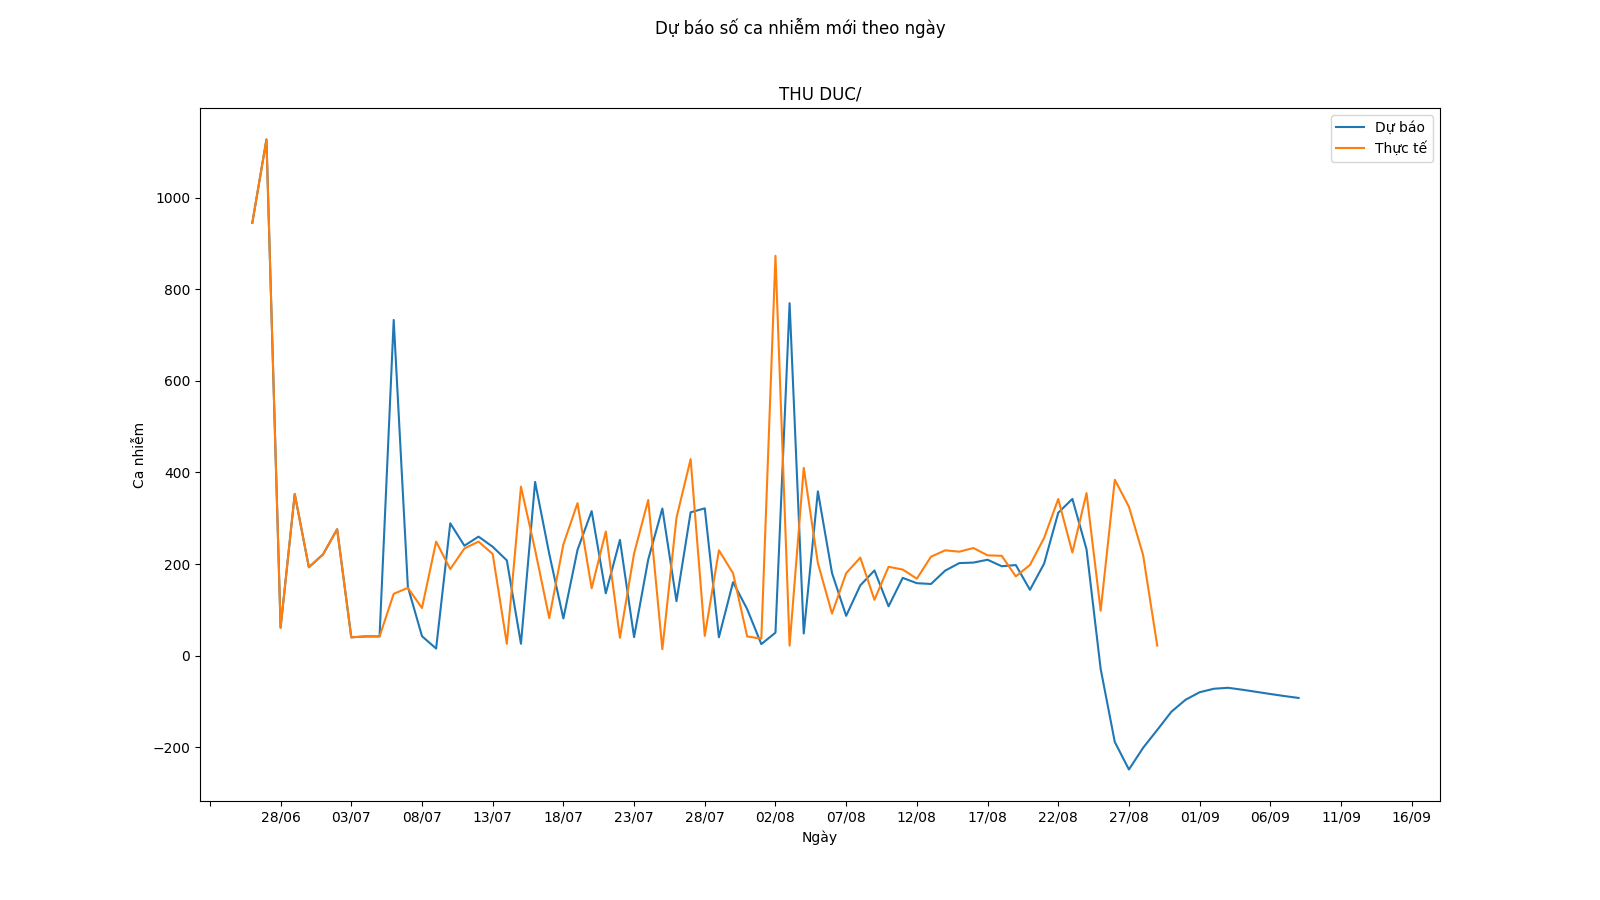 Dự báo số ca nhiễm mới theo ngày
THU DUC/
Dự báo
Thực tế
1000
800
600
400
200
0
−200
Ca nhiễm
28/06 03/07 08/07 13/07 18/07 23/07 28/07 02/08 07/08 12/08 17/08 22/08 27/08 01/09 06/09 11/09 16/09
Ngày